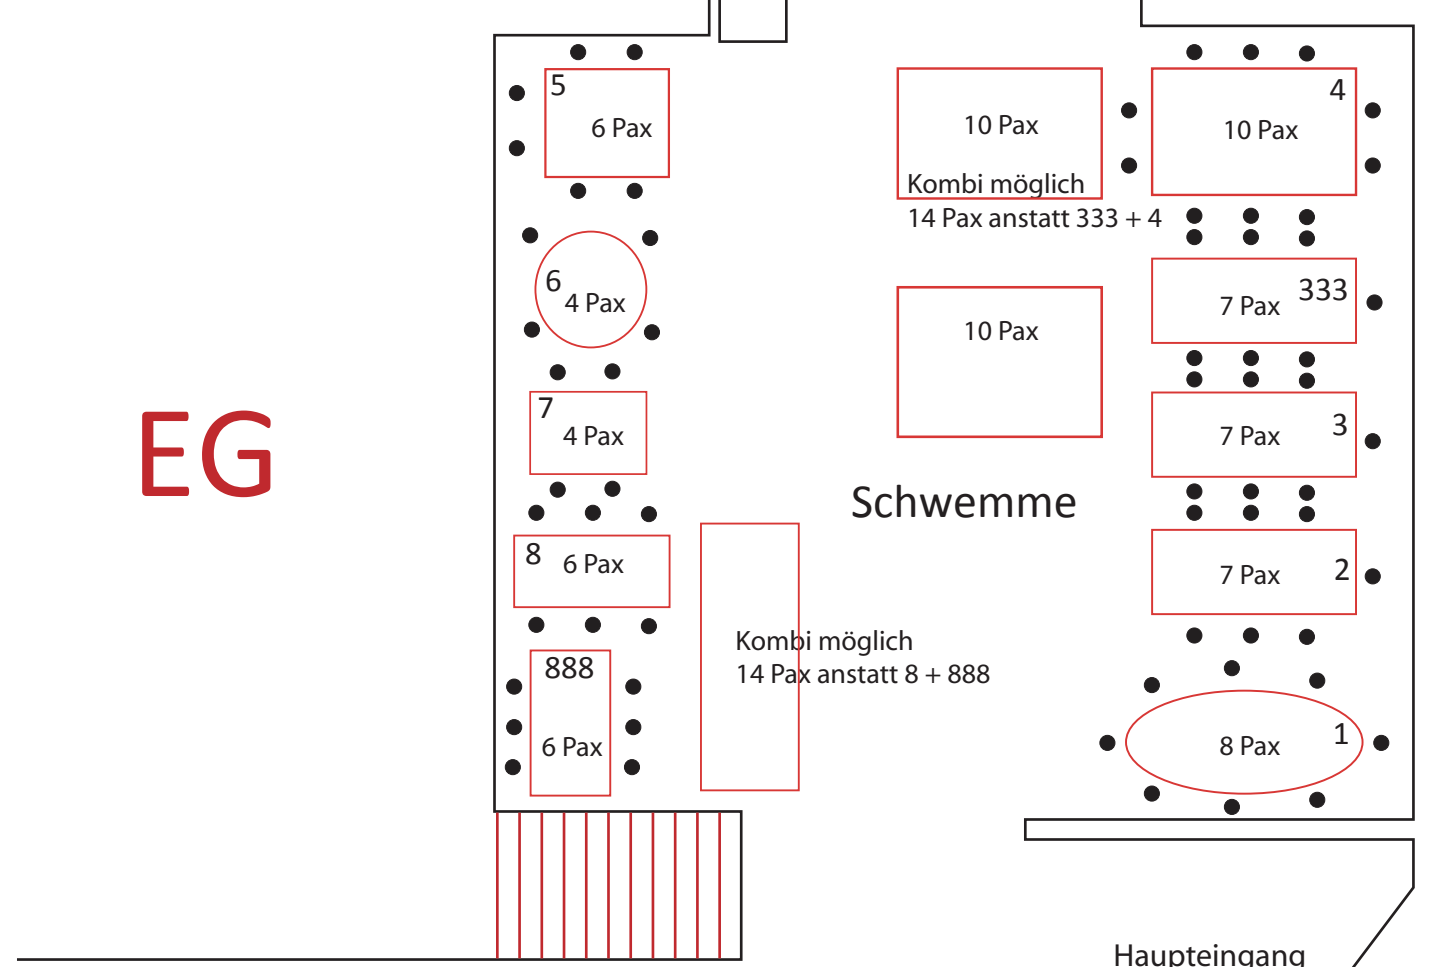 5
6 Pax
6
4 Pax
7
4 Pax
8
6 Pax
888
6 Pax
EG
10 Pax
Kombi möglich
14 Pax anstatt 333 + 4
10 Pax
Schwemme
Kombi möglich
14 Pax anstatt 8 + 888
4
10 Pax
333
7 Pax
3
7 Pax
2
7 Pax
1
8 Pax
Haupteingang